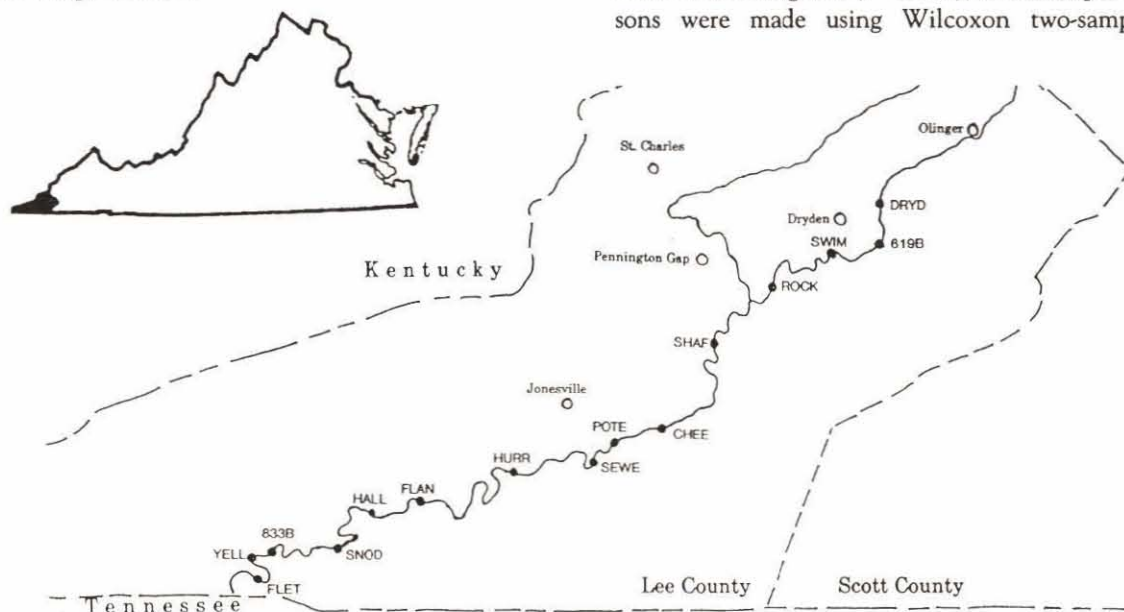 sons were made using Wilcoxon two-samp
Olinger
St. Charles
DRYD
Dryden
SWIM
619B
Kentucky
Pennington Gap
ROCK
SHAF
Jonesville
POTE
CHEE
HURR
SEWE
HALL
FLAN
833B
YELL
SNOD
FLET
Lee County
Scott County
Tennessee